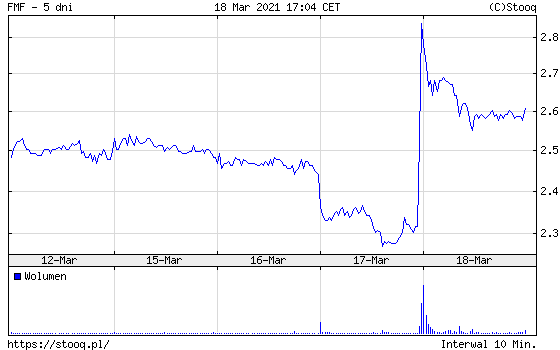 FMF - 5 dni 18 Mar 2021 17:04 CET (C)Stooq
2.8
2.7
2.6
2.5
2.4
2.3
12-Mar 15-Mar 16-Mar 17-Mar 18-Mar
Wolumen
https://stooq.pl/ Interwal 10 Min.